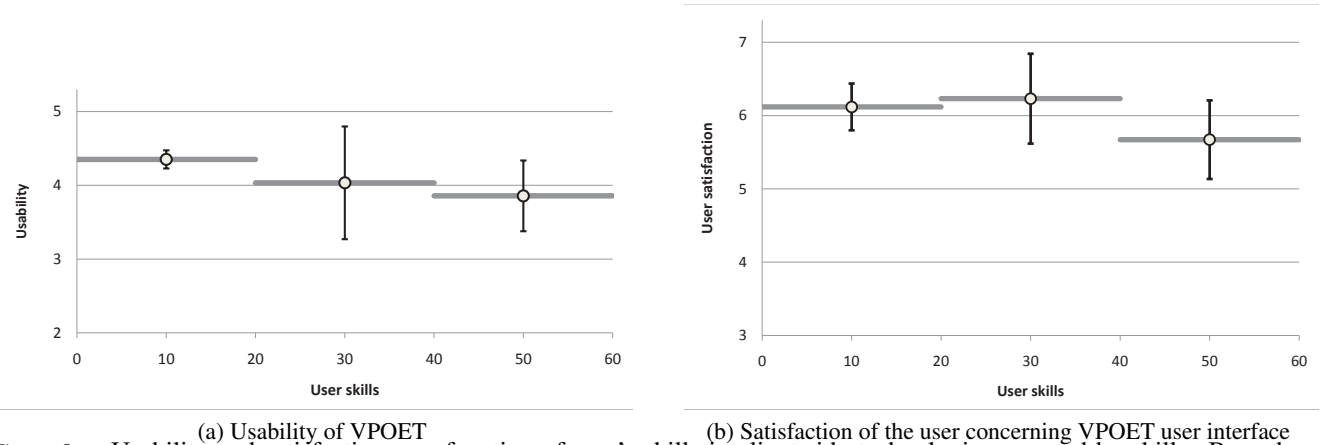 5
4
3
2
Usability
0 10 20 30 40 50 60
User skills
(a) Usability of VPOET
7
6
5
4
3
User satisfaction
0 10 20 30 40 50 60
User skills
(b) Satisfaction of the user concerning VPOET user interface